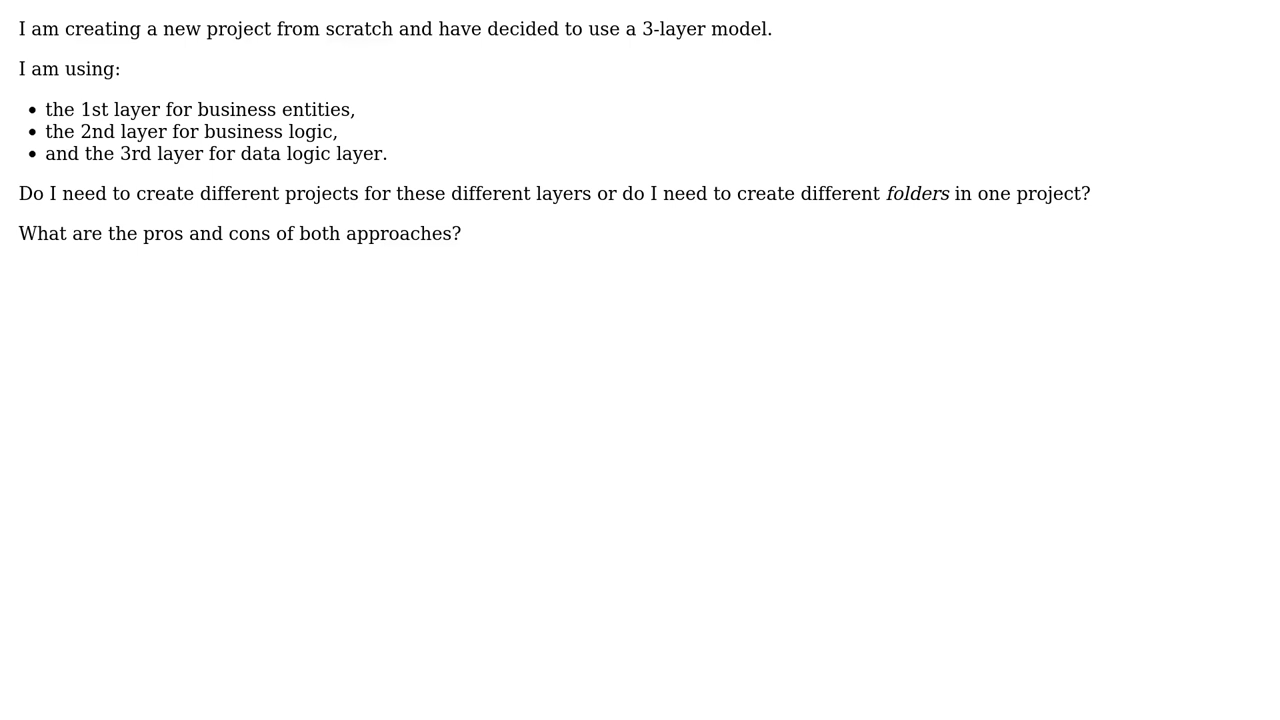 I am creating a new project from scratch and have decided to use a 3-layer model.
I am using:
• the 1st layer for business entities,
• the 2nd layer for business logic,
• and the 3rd layer for data logic layer.
Do I need to create different projects for these different layers or do I need to create different folders in one project?
What are the pros and cons of both approaches?